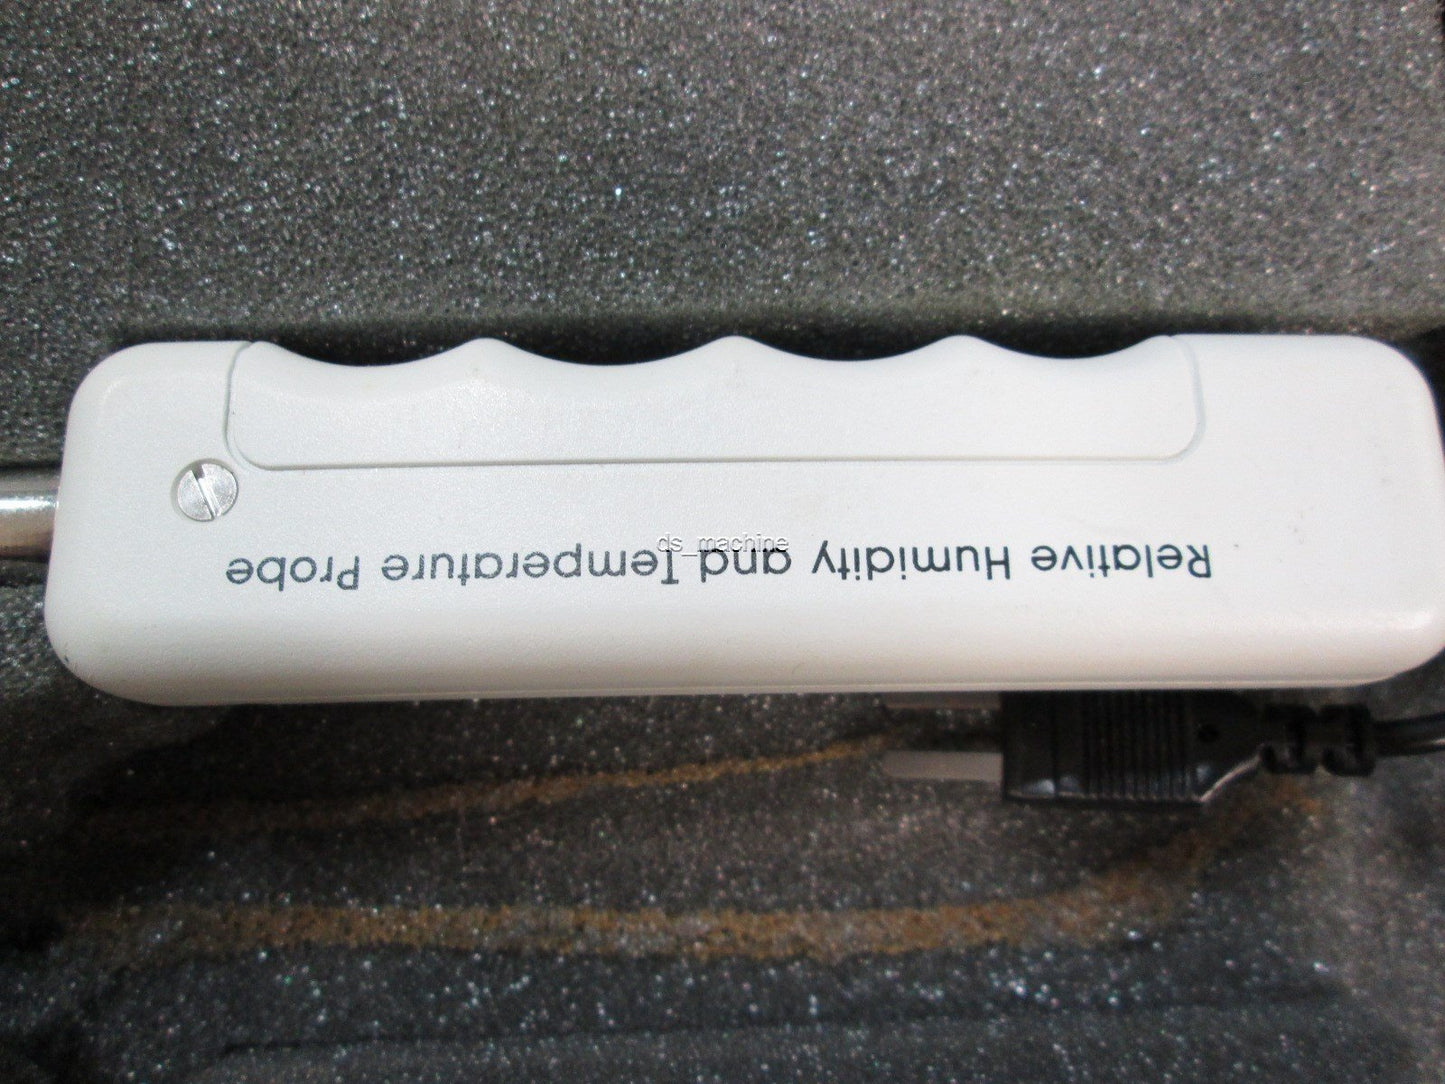 Relative Humidity and Temperature Probe
ds_machine